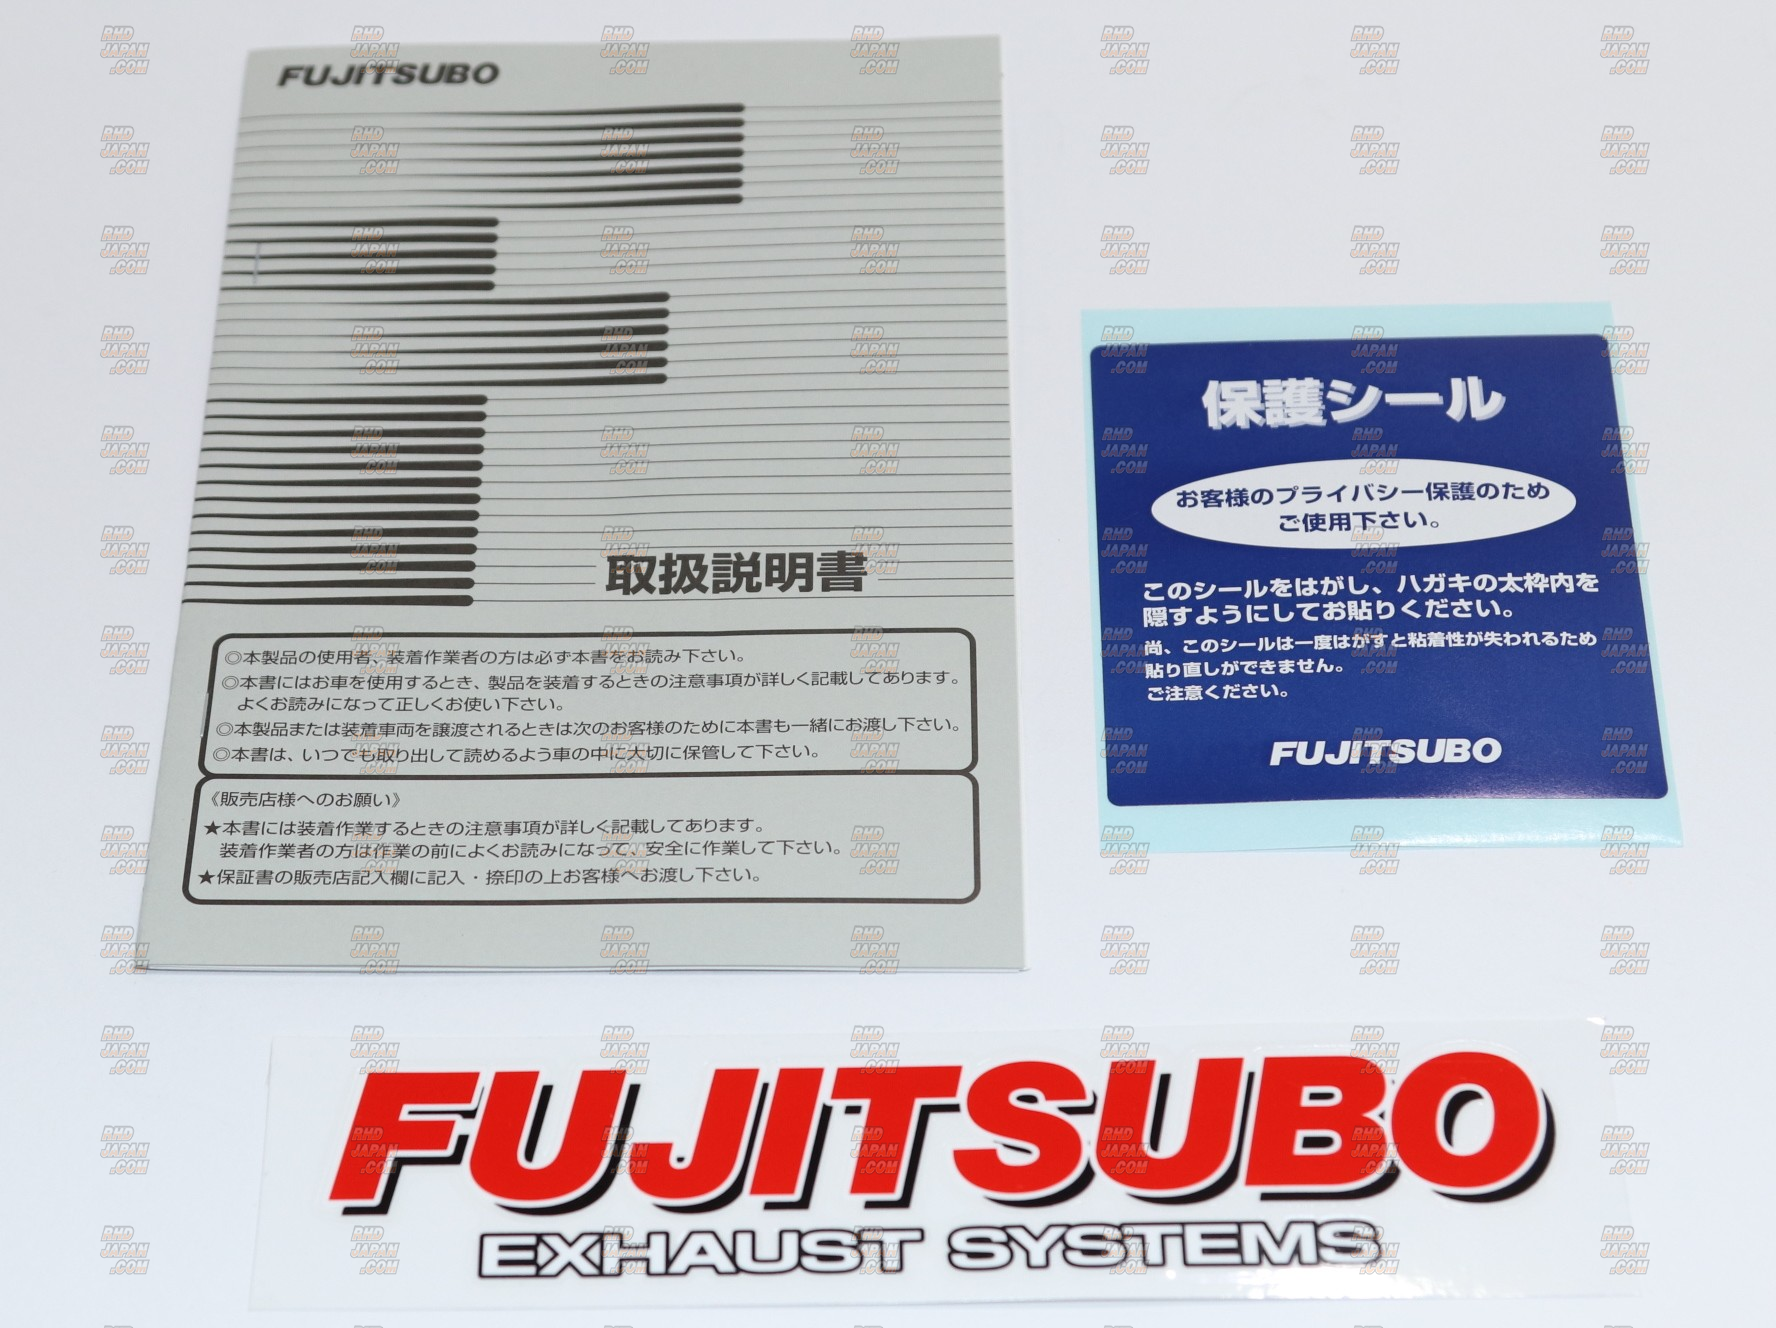 FUJITSUBO
取扱説明書
◎本製品の使用者、装着作業者の方は必ず本書をお読み下さい。
◎本書にはお車を使用するとき、製品を装着するときの注意事項が詳しく記載してあります。
よくお読みになって正しくお使い下さい。
◎本製品または装着車両を譲渡されるときは次のお客様のために本書も一緒にお渡し下さい。
◎本書は、いつでも取り出して読めるよう車の中に大切に保管して下さい。
《販売店様へのお願い》
★本書には装着作業するときの注意事項が詳しく記載してあります。
装着作業者の方は作業の前によくお読みになって、安全に作業して下さい。
★保証書の販売店記入欄に記入・捺印の上お客様へお渡し下さい。
保護シール
お客様のプライバシー保護のため
ご使用下さい。
このシールをはがし、ハガキの太枠内を
隠すようにしてお貼りください。
尚、このシールは一度はがすと粘着性が失われるため
貼り直しができません。
ご注意ください。
FUJITSUBO
FUJITSUBO
EXHAUST SYSTEMS
RHD
JAPAN
.COM